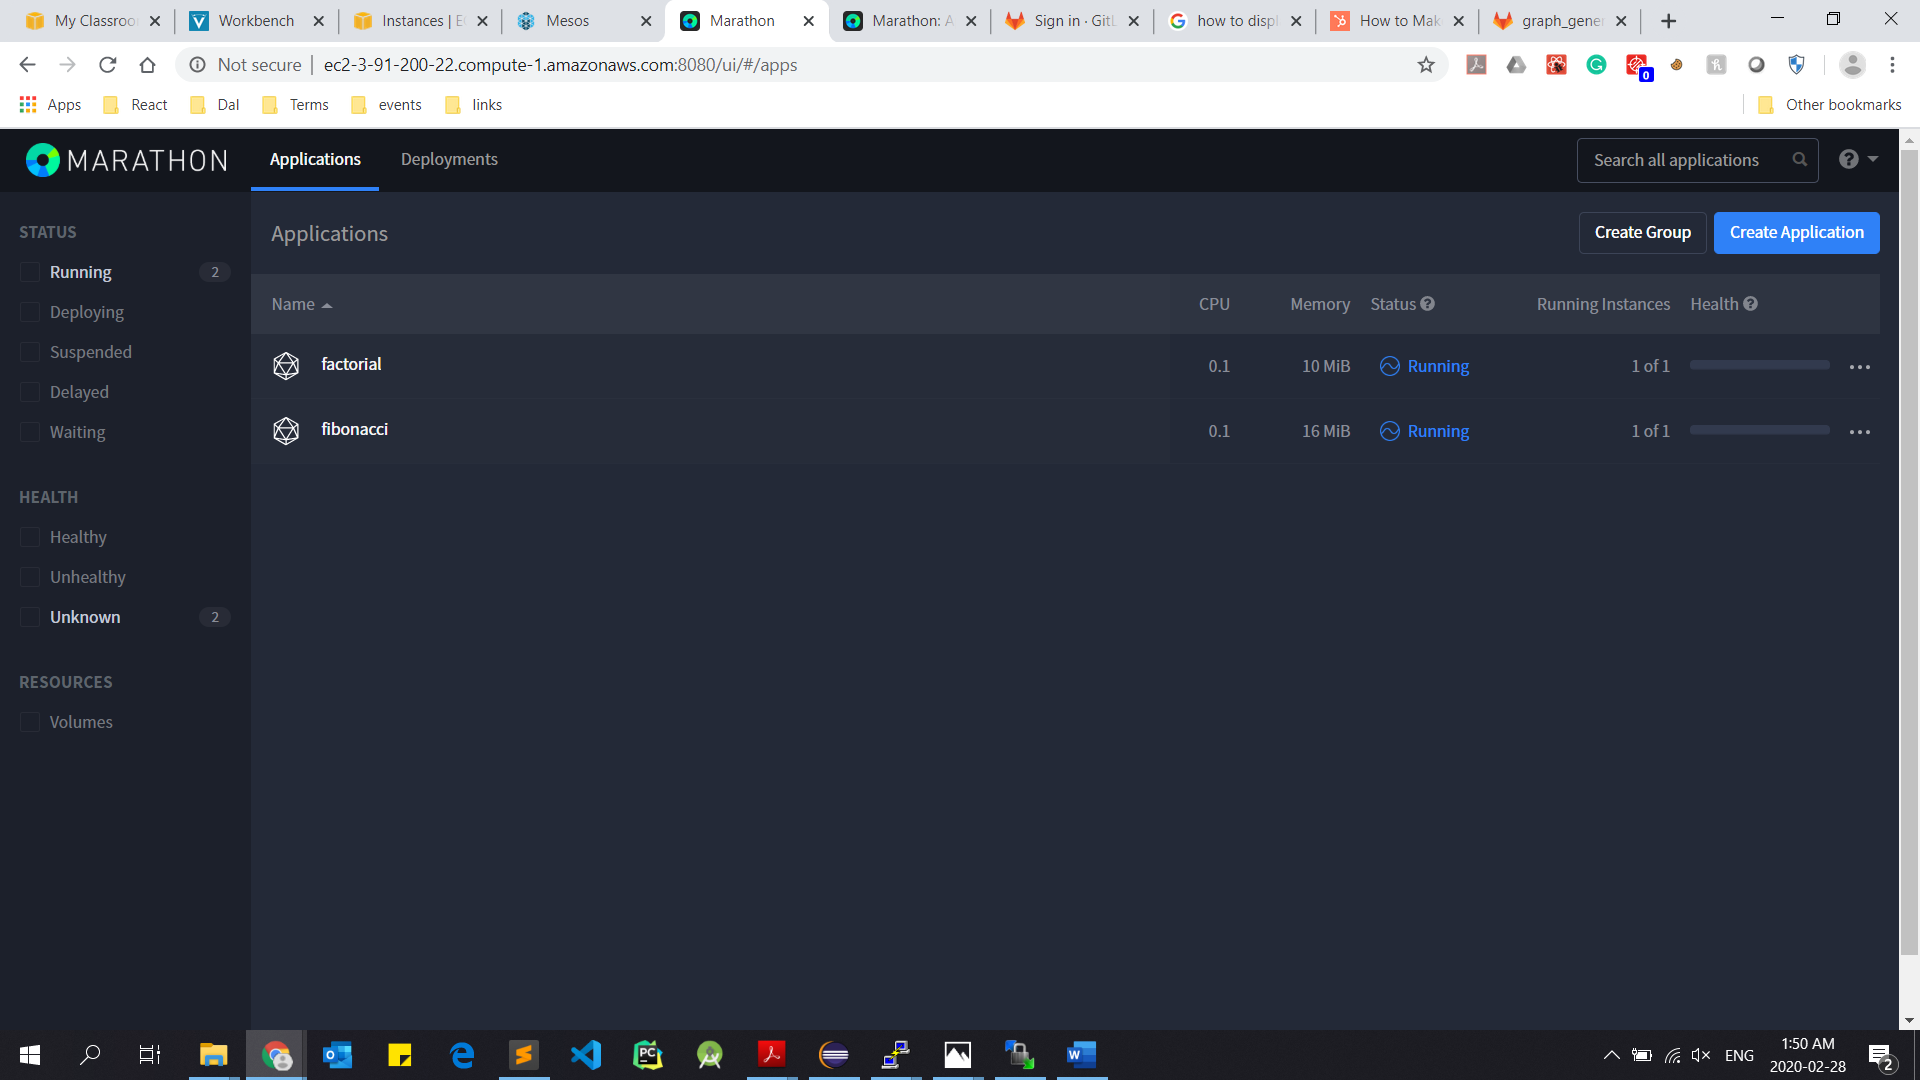 My Classroo
Workbench
Instances | E
Mesos
Marathon
Marathon: A
Sign in · GitL
how to displ
How to Mak
graph_gener
Not secure | ec2-3-91-200-22.compute-1.amazonaws.com:8080/ui/#/apps
0
Apps React Dal Terms events links Other bookmarks
MARATHON Applications Deployments Search all applications
STATUS
Running 2
Deploying
Suspended
Delayed
Waiting
HEALTH
Healthy
Unhealthy
Unknown 2
RESOURCES
Volumes
Applications Create Group Create Application
Name CPU Memory Status Running Instances Health
factorial 0.1 10 MiB Running 1 of 1
fibonacci 0.1 16 MiB Running 1 of 1
ENG
1:50 AM
2020-02-28
2